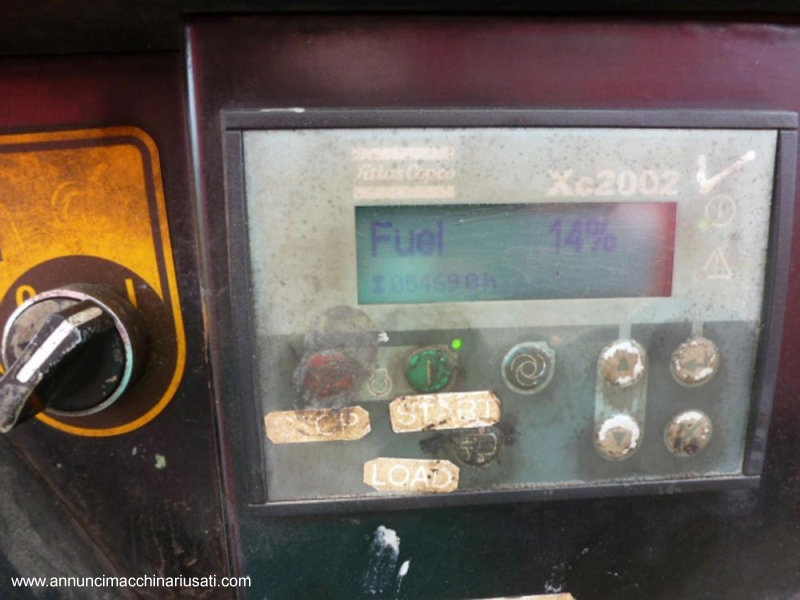 Atlas Copco
Xc2002
Fuel 14%
O I
START
LOAD
www.annuncimacchinariusati.com